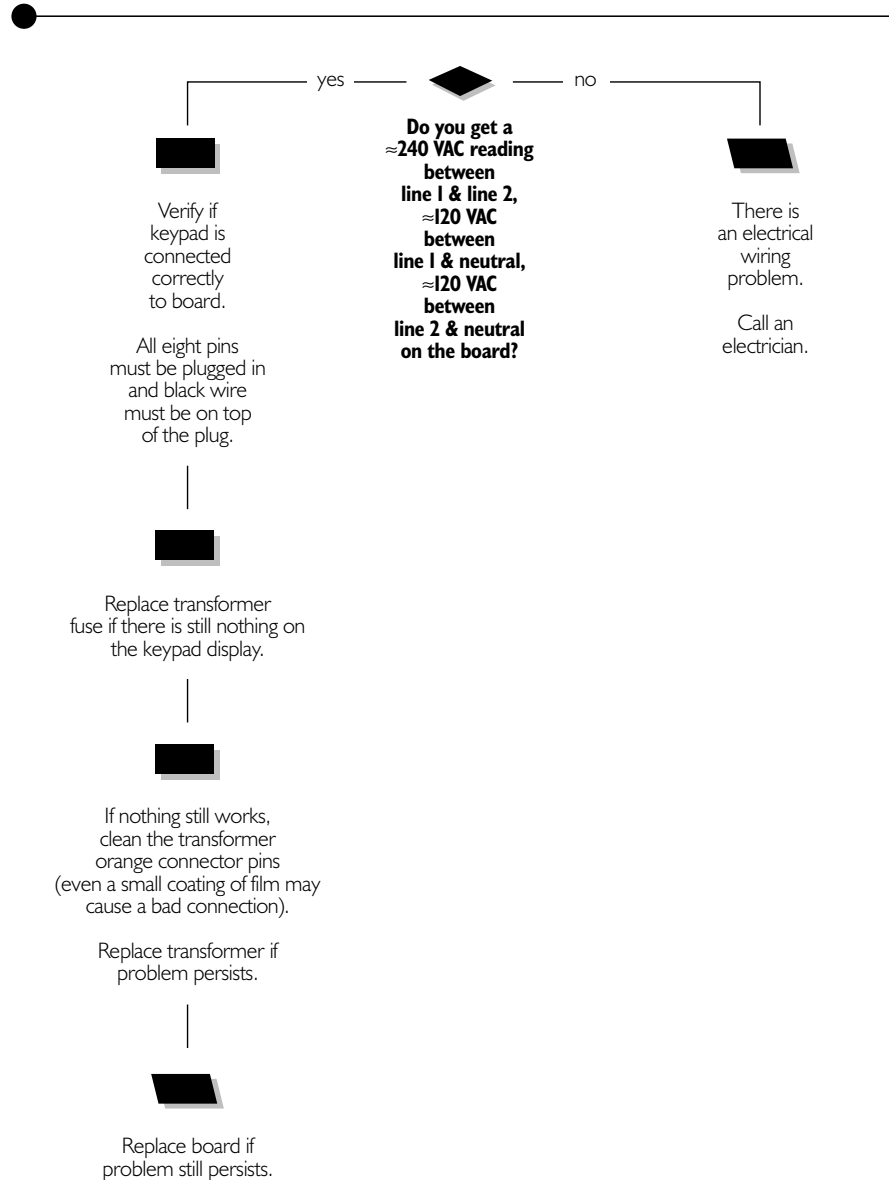 yes
no
Do you get a
≈240 VAC reading
between
line 1 & line 2,
≈120 VAC
between
line 1 & neutral,
≈120 VAC
between
line 2 & neutral
on the board?
Verify if
keypad is
connected
correctly
to board.
All eight pins
must be plugged in
and black wire
must be on top
of the plug.
Replace transformer
fuse if there is still nothing on
the keypad display.
If nothing still works,
clean the transformer
orange connector pins
(even a small coating of film may
cause a bad connection).
Replace transformer if
problem persists.
Replace board if
problem still persists.
There is
an electrical
wiring
problem.
Call an
electrician.